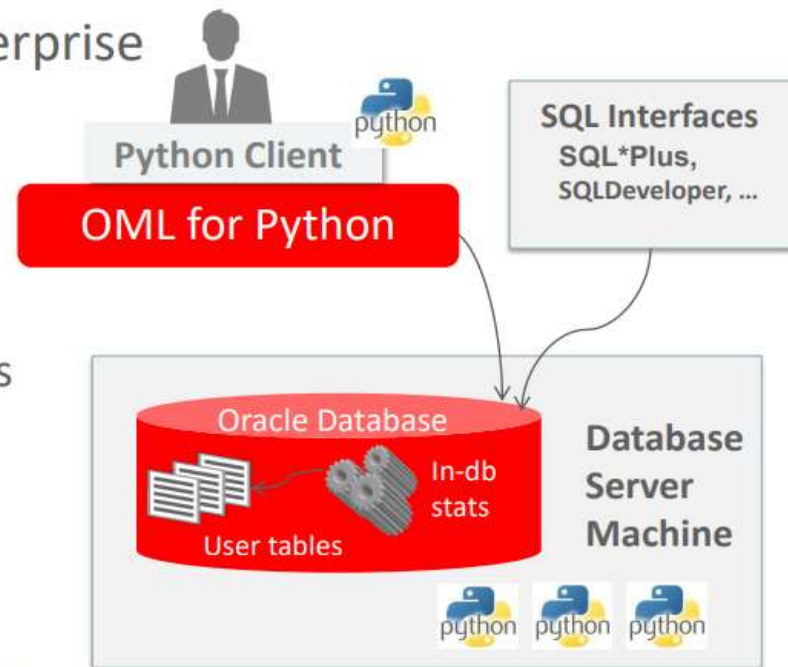 erprise
python
Python Client
OML for Python
SQL Interfaces
SQL*Plus,
SQLDeveloper, ...
s
Oracle Database
In-db
stats
User tables
Database
Server
Machine
python python python